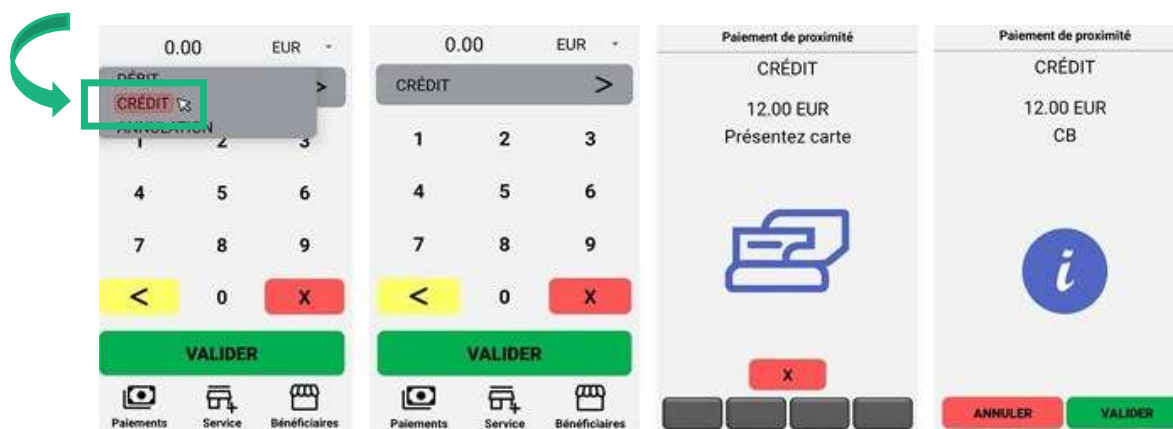 0.00 EUR
DÉBIT
CRÉDIT
ANNULATION
>
1 2 3
4 5 6
7 8 9
< 0 X
VALIDER
Paiements Service Bénéficiaires
0.00 EUR
CRÉDIT >
1 2 3
4 5 6
7 8 9
< 0 X
VALIDER
Paiements Service Bénéficiaires
Paiement de proximité
CRÉDIT
12.00 EUR
Présentez carte
X
Paiement de proximité
CRÉDIT
12.00 EUR
CB
i
ANNULER VALIDER